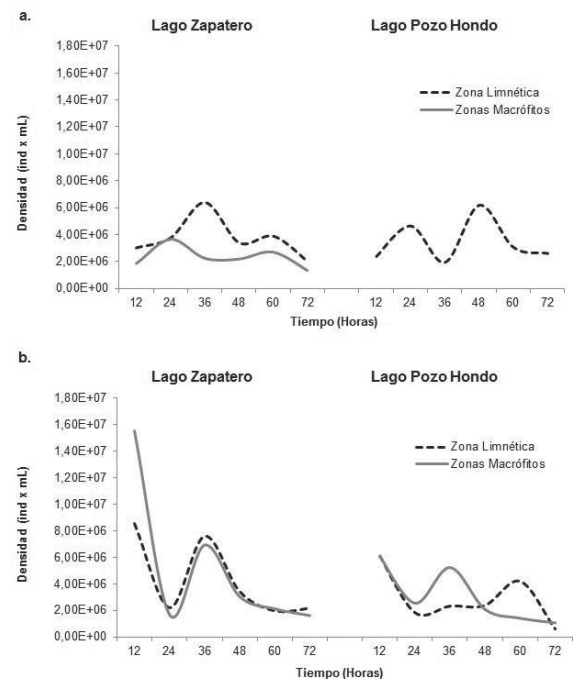 a.
Lago Zapatero Lago Pozo Hondo
1,80E+07
1,60E+07
1,40E+07
1,20E+07
1,00E+07
8,00E+06
6,00E+06
4,00E+06
2,00E+06
0,00E+00
Densidad (ind x mL)
Zona Limnética
Zonas Macrófitos
12 24 36 48 60 72 12 24 36 48 60 72
Tiempo (Horas)
b.
Lago Zapatero Lago Pozo Hondo
1,80E+07
1,60E+07
1,40E+07
1,20E+07
1,00E+07
8,00E+06
6,00E+06
4,00E+06
2,00E+06
0,00E+00
Densidad (ind x mL)
Zona Limnética
Zonas Macrófitos
12 24 36 48 60 72 12 24 36 48 60 72
Tiempo (Horas)